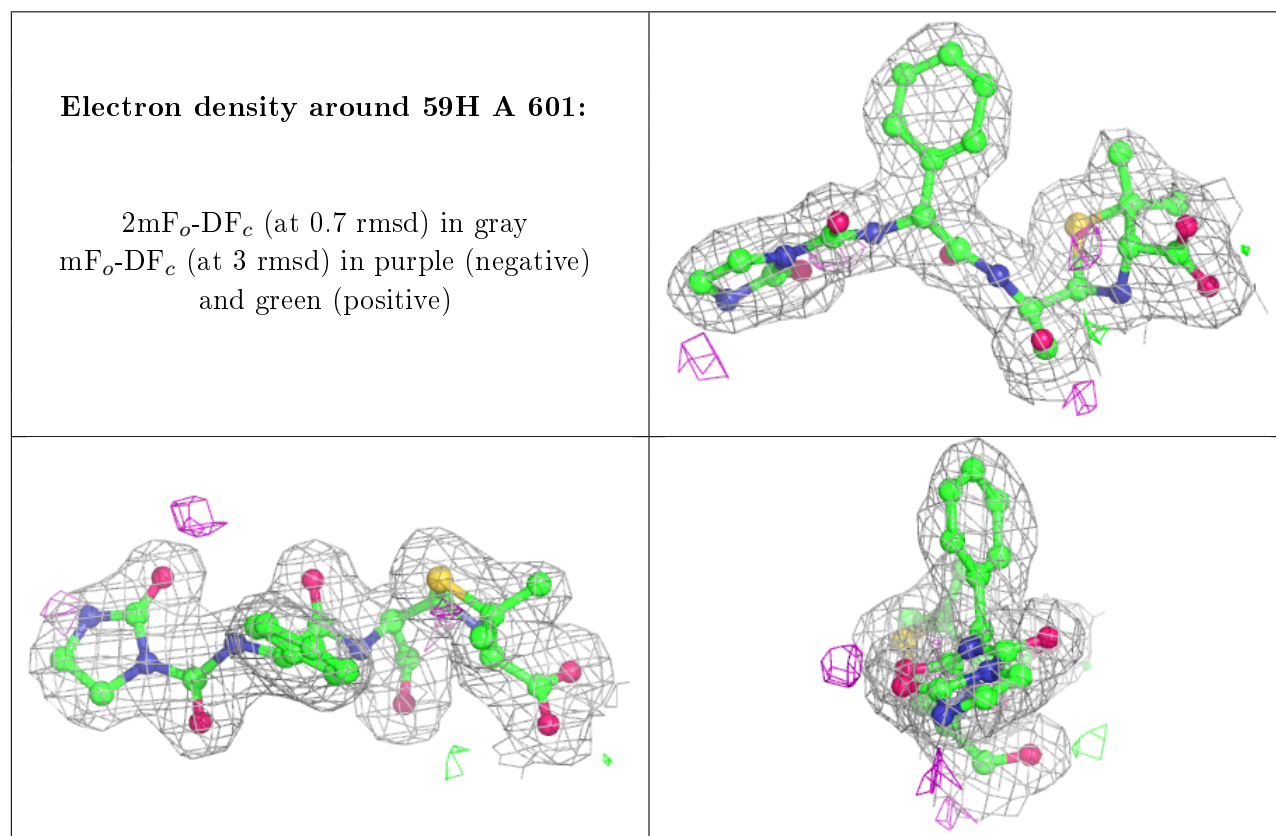 Electron density around 59H A 601:
2mFₒ-DF𝒸 (at 0.7 rmsd) in gray
mFₒ-DF𝒸 (at 3 rmsd) in purple (negative)
and green (positive)